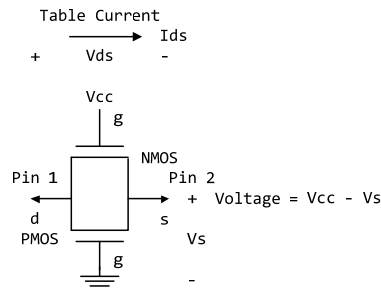 Table Current
Ids
+ Vds -
Vcc
g
NMOS
Pin 1 Pin 2
+ Voltage = Vcc - Vs
d s
PMOS Vs
g
-